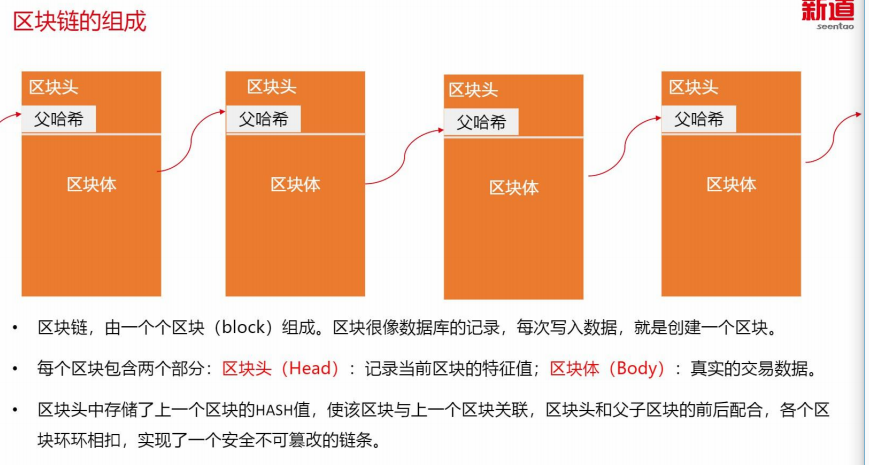 区块链的组成
新道
seentao
区块头
区块头
区块头
区块头
父哈希
父哈希
父哈希
父哈希
区块体
区块体
区块体
区块体
• 区块链，由一个个区块（block）组成。区块很像数据库的记录，每次写入数据，就是创建一个区块。
• 每个区块包含两个部分：区块头（Head）：记录当前区块的特征值；区块体（Body）：真实的交易数据。
• 区块头中存储了上一个区块的HASH值，使该区块与上一个区块关联，区块头和父子区块的前后配合，各个区
块环环相扣，实现了一个安全不可篡改的链条。